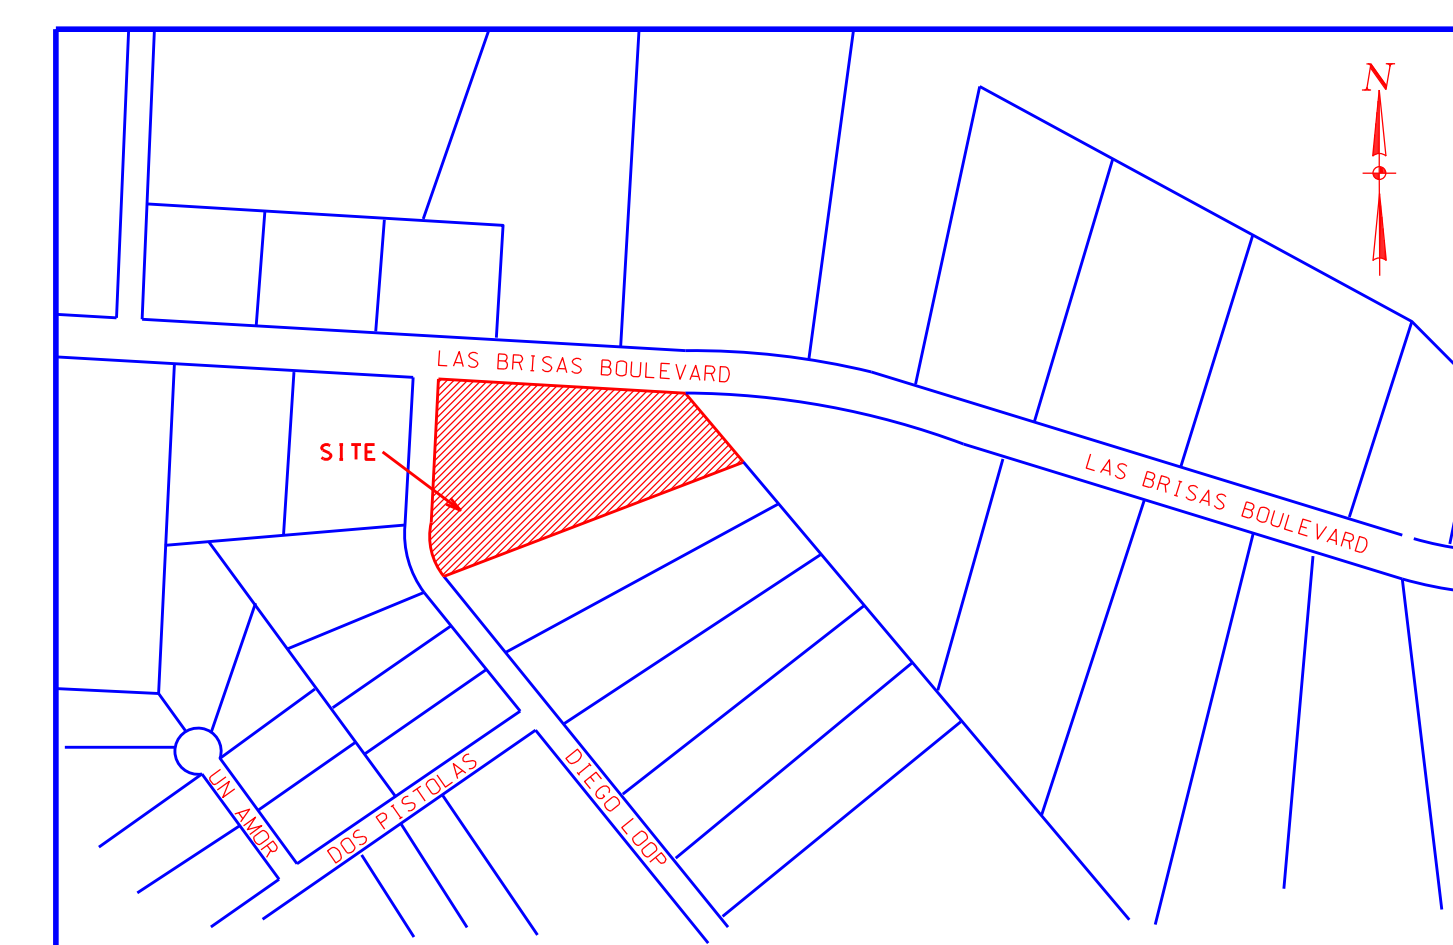 N
LAS BRISAS BOULEVARD
SITE
LAS BRISAS BOULEVARD
UN AMOR
DOS PISTOLAS
DIEGO LOOP